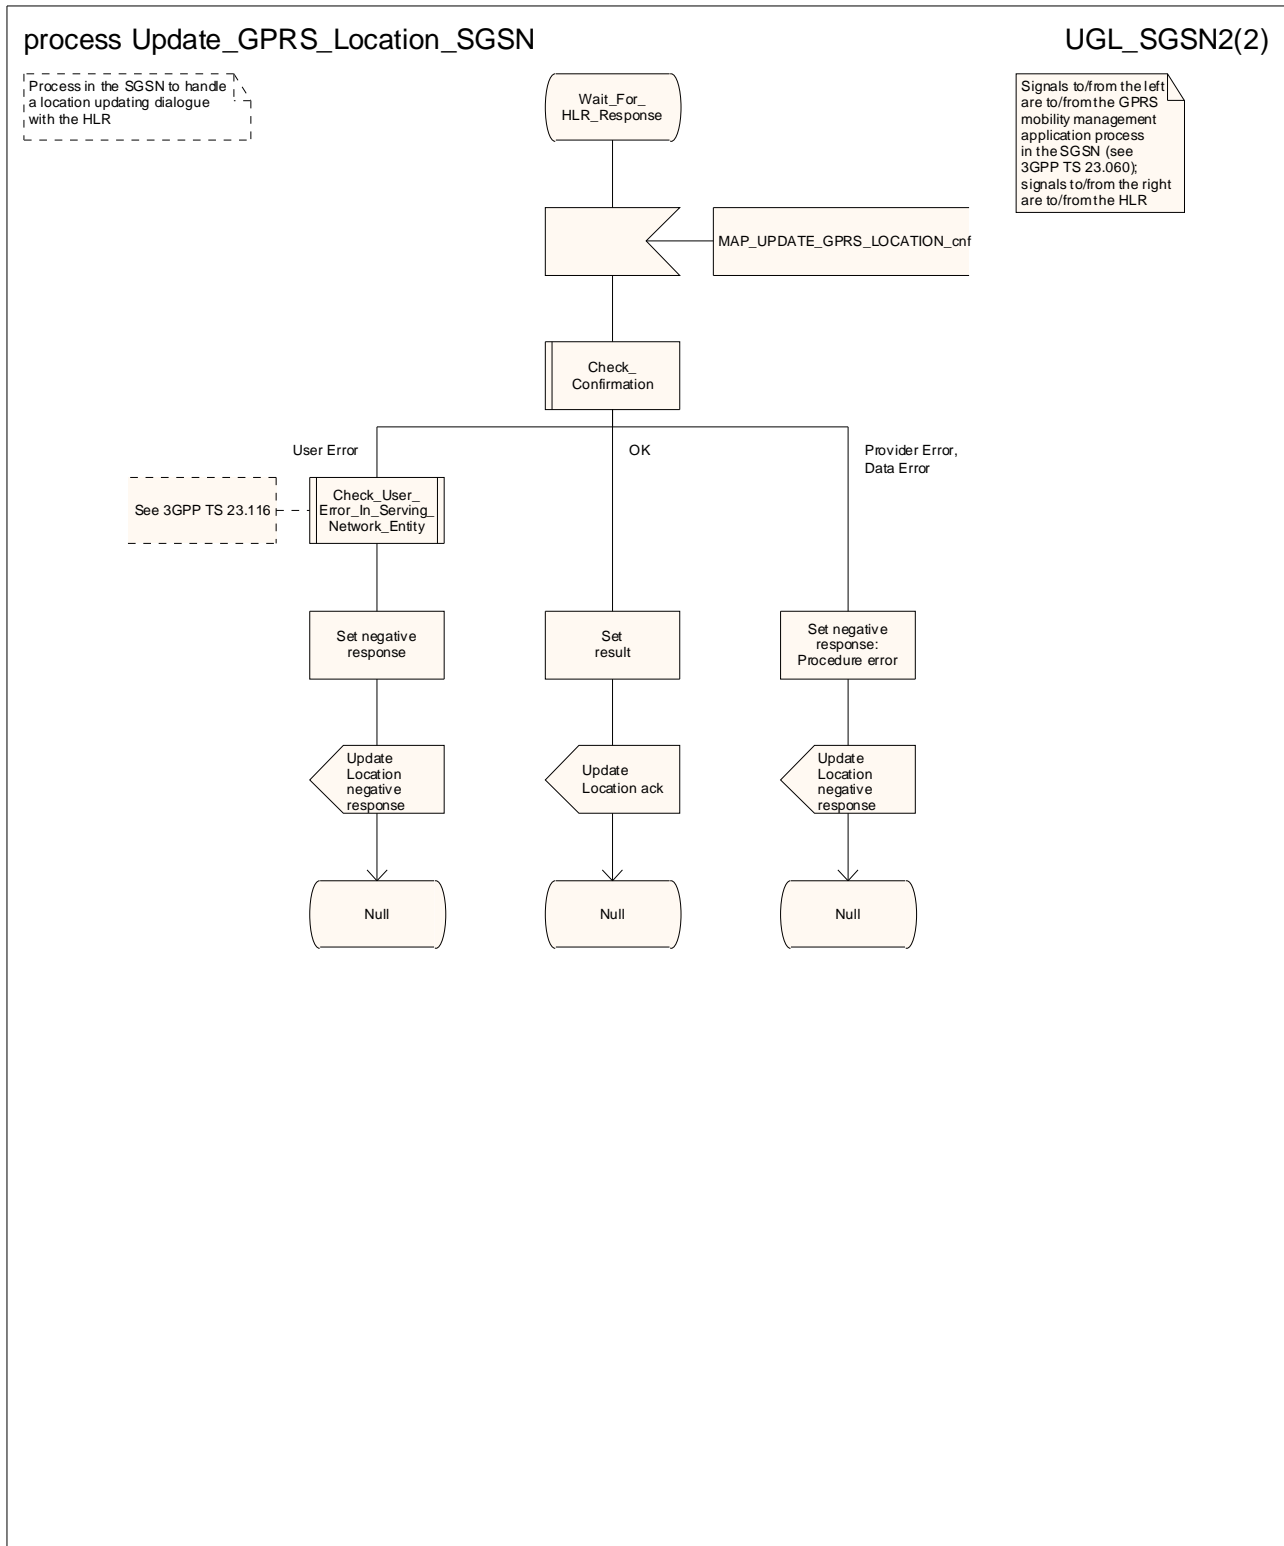 process Update_GPRS_Location_SGSN
UGL_SGSN2(2)
Process in the SGSN to handle
a location updating dialogue
with the HLR
Wait_For_
HLR_Response
Signals to/from the left
are to/from the GPRS
mobility management
application process
in the SGSN (see
3GPP TS 23.060);
signals to/from the right
are to/from the HLR
MAP_UPDATE_GPRS_LOCATION_cnf
Check_
Confirmation
User Error
OK
Provider Error,
Data Error
See 3GPP TS 23.116
Check_User_
Error_In_Serving_
Network_Entity
Set negative
response
Set
result
Set negative
response:
Procedure error
Update
Location
negative
response
Update
Location ack
Update
Location
negative
response
Null
Null
Null